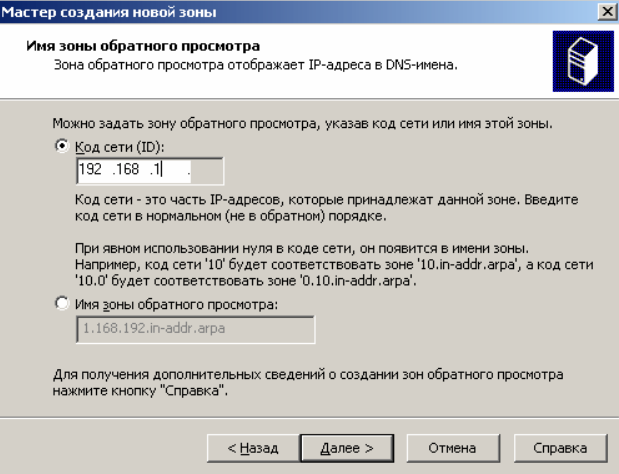 Мастер создания новой зоны
Имя зоны обратного просмотра
Зона обратного просмотра отображает IP-адреса в DNS-имена.
Можно задать зону обратного просмотра, указав код сети или имя этой зоны.
Код сети (ID):
192 .168 .1 .
Код сети - это часть IP-адресов, которые принадлежат данной зоне. Введите
код сети в нормальном (не в обратном) порядке.
При явном использовании нуля в коде сети, он появится в имени зоны.
Например, код сети '10' будет соответствовать зоне '10.in-addr.arpa', а код сети
'10.0' будет соответствовать зоне '0.10.in-addr.arpa'.
Имя зоны обратного просмотра:
1.168.192.in-addr.arpa
Для получения дополнительных сведений о создании зон обратного просмотра
нажмите кнопку "Справка".
< Назад Далее > Отмена Справка